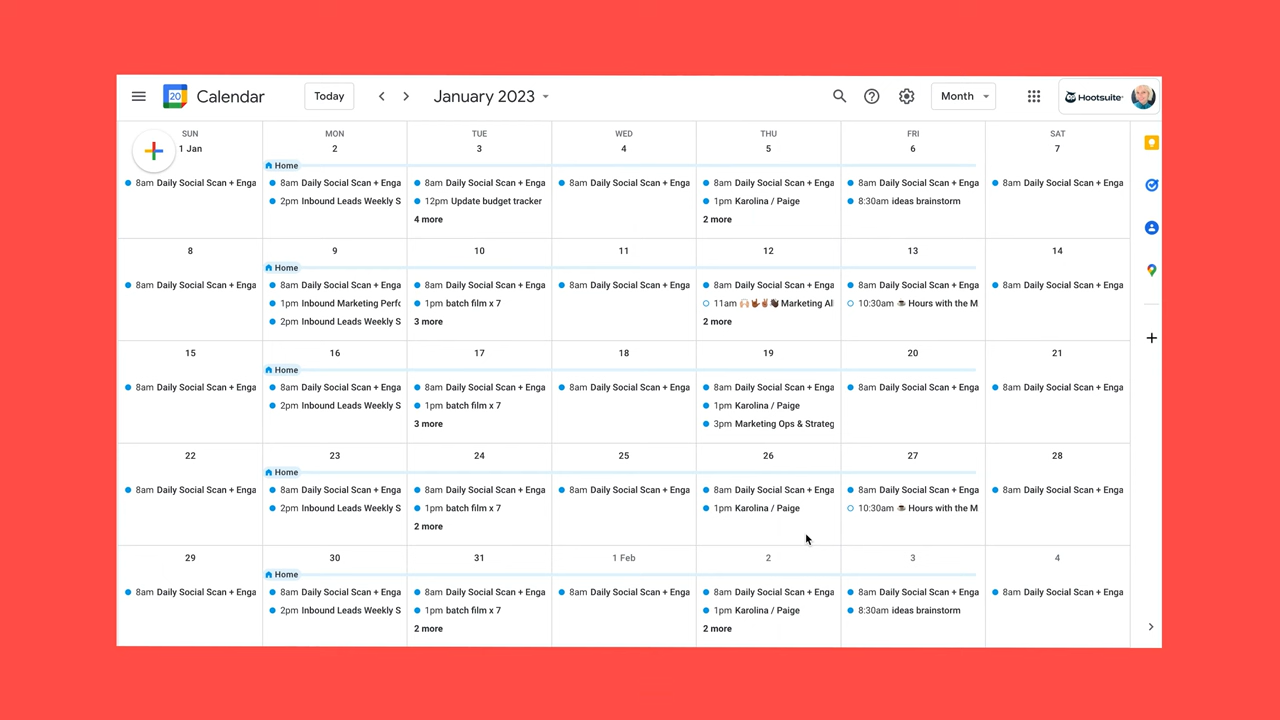 20 Calendar Today January 2023 Month Hootsuite
SUN MON TUE WED THU FRI SAT
1 Jan 2 3 4 5 6 7
Home
8am Daily Social Scan + Enga 8am Daily Social Scan + Enga 8am Daily Social Scan + Enga 8am Daily Social Scan + Enga 8am Daily Social Scan + Enga 8am Daily Social Scan + Enga 8am Daily Social Scan + Enga
2pm Inbound Leads Weekly S 12pm Update budget tracker 1pm Karolina / Paige 8:30am ideas brainstorm
4 more 2 more
8 9 10 11 12 13 14
Home
8am Daily Social Scan + Enga 8am Daily Social Scan + Enga 8am Daily Social Scan + Enga 8am Daily Social Scan + Enga 8am Daily Social Scan + Enga 8am Daily Social Scan + Enga 8am Daily Social Scan + Enga
1pm Inbound Marketing Perfo 1pm batch film x 7 11am Marketing Al 10:30am ☕ Hours with the M
2pm Inbound Leads Weekly S 3 more 2 more
15 16 17 18 19 20 21
Home
8am Daily Social Scan + Enga 8am Daily Social Scan + Enga 8am Daily Social Scan + Enga 8am Daily Social Scan + Enga 8am Daily Social Scan + Enga 8am Daily Social Scan + Enga 8am Daily Social Scan + Enga
2pm Inbound Leads Weekly S 1pm batch film x 7 1pm Karolina / Paige
3 more 3pm Marketing Ops & Strateg
22 23 24 25 26 27 28
Home
8am Daily Social Scan + Enga 8am Daily Social Scan + Enga 8am Daily Social Scan + Enga 8am Daily Social Scan + Enga 8am Daily Social Scan + Enga 8am Daily Social Scan + Enga 8am Daily Social Scan + Enga
2pm Inbound Leads Weekly S 1pm batch film x 7 1pm Karolina / Paige 10:30am ☕ Hours with the M
2 more
29 30 31 1 Feb 2 3 4
Home
8am Daily Social Scan + Enga 8am Daily Social Scan + Enga 8am Daily Social Scan + Enga 8am Daily Social Scan + Enga 8am Daily Social Scan + Enga 8am Daily Social Scan + Enga 8am Daily Social Scan + Enga
2pm Inbound Leads Weekly S 1pm batch film x 7 1pm Karolina / Paige 8:30am ideas brainstorm
2 more 2 more